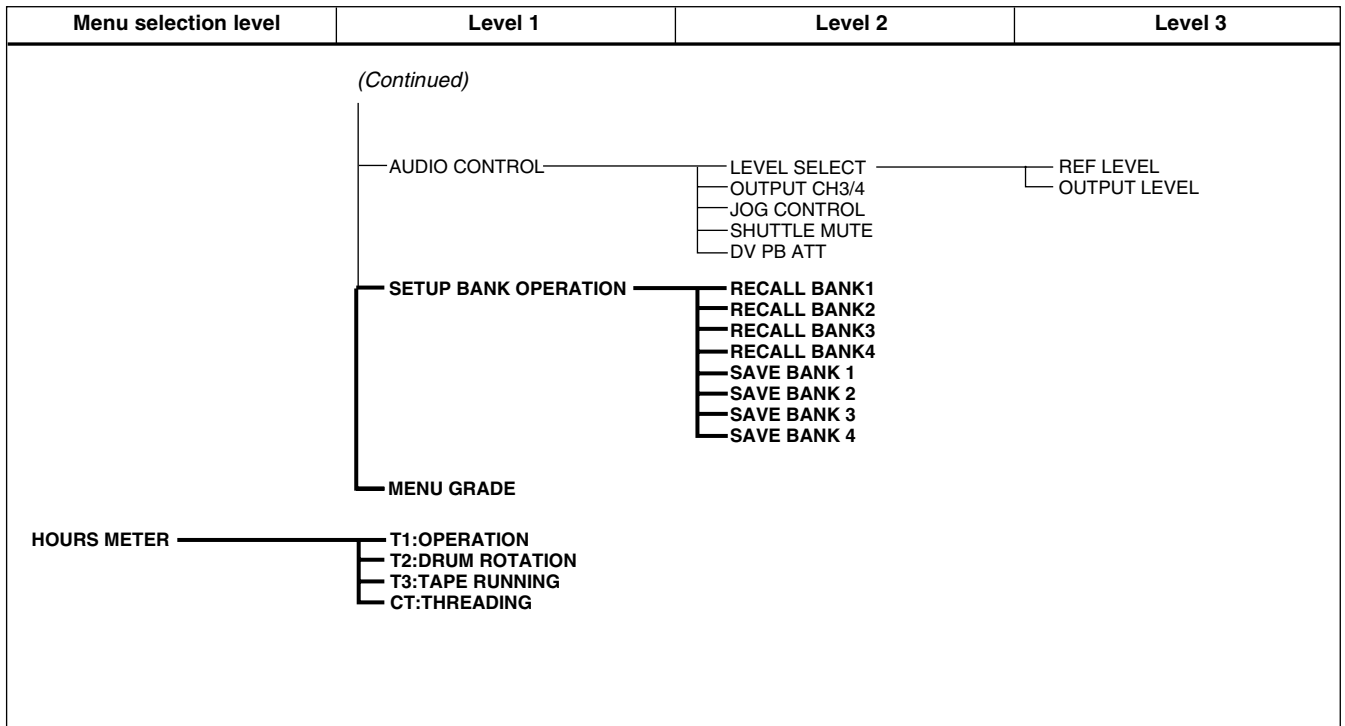 Menu selection level Level 1 Level 2 Level 3
(Continued)
AUDIO CONTROL LEVEL SELECT REF LEVEL
OUTPUT CH3/4 OUTPUT LEVEL
JOG CONTROL
SHUTTLE MUTE
DV PB ATT
SETUP BANK OPERATION RECALL BANK1
RECALL BANK2
RECALL BANK3
RECALL BANK4
SAVE BANK 1
SAVE BANK 2
SAVE BANK 3
SAVE BANK 4
MENU GRADE
HOURS METER T1:OPERATION
T2:DRUM ROTATION
T3:TAPE RUNNING
CT:THREADING